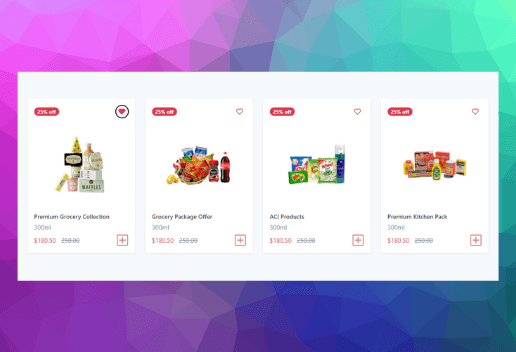 25% off
25% off
25% off
25% off
Premium Grocery Collection
Grocery Package Offer
ACI Products
Premium Kitchen Pack
300ml
300ml
300ml
300ml
$180.50 250.00
$180.50 250.00
$180.50 250.00
$180.50 250.00